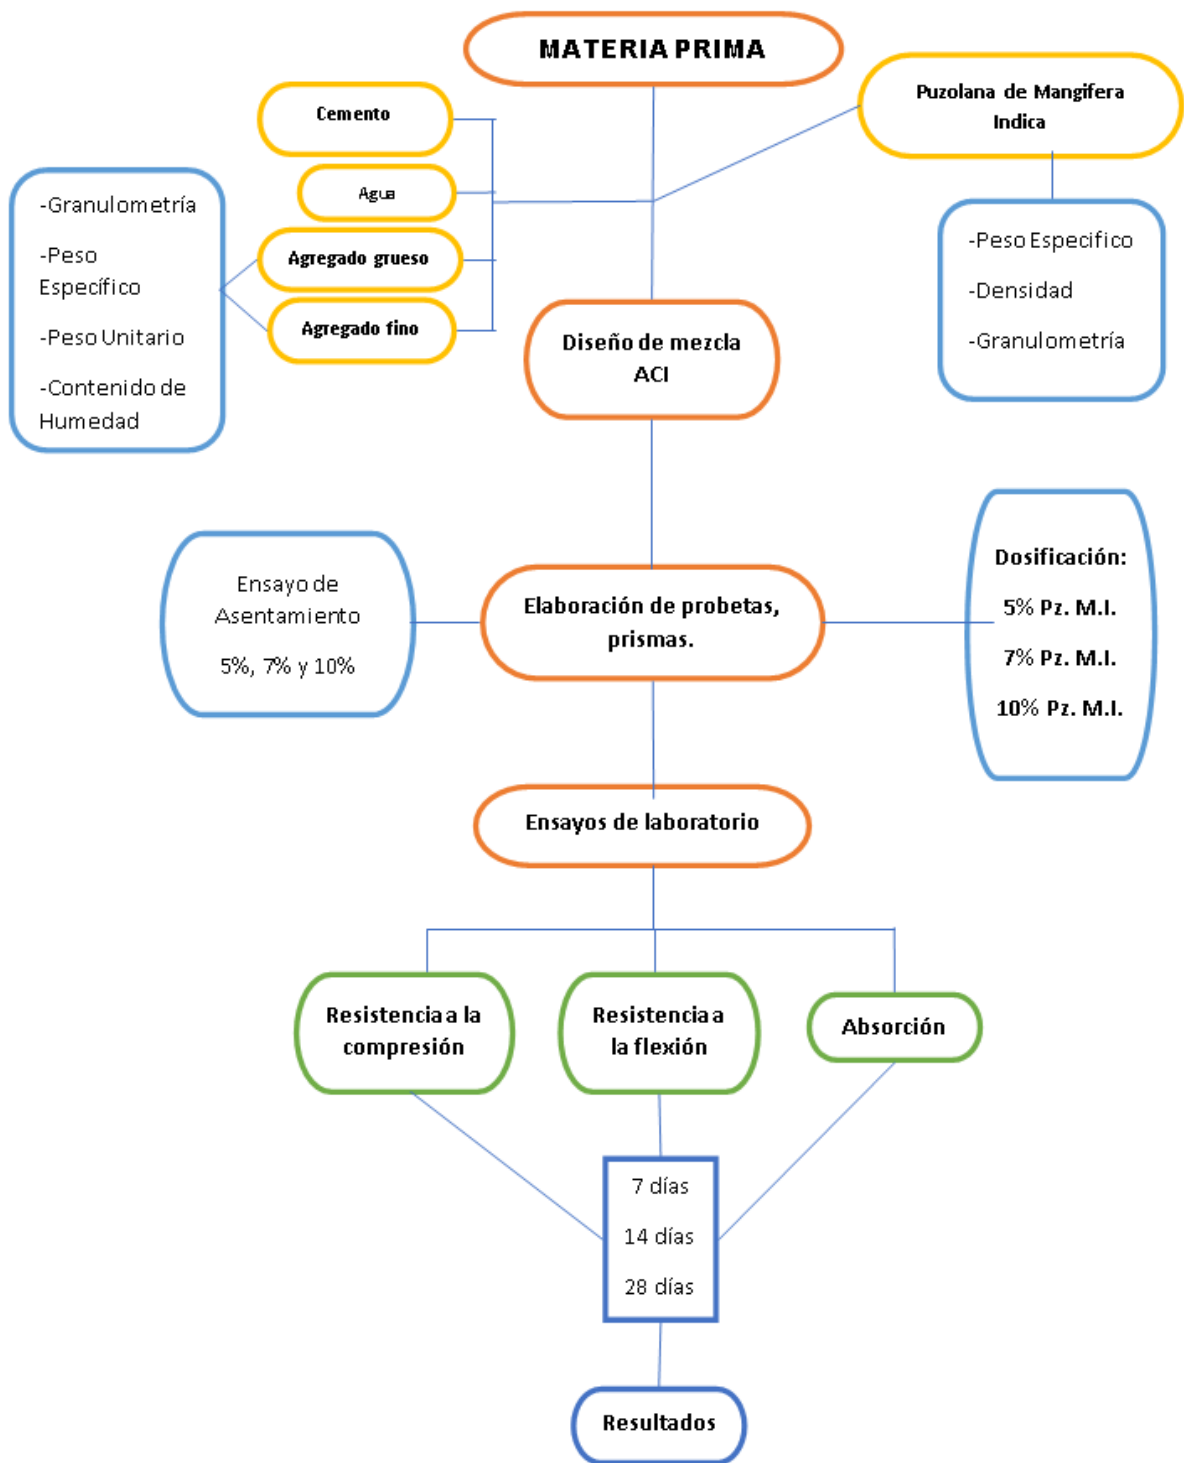 MATERIA PRIMA
Cemento
Agua
Agregado grueso
Agregado fino
-Granulometría
-Peso
Específico
-Peso Unitario
-Contenido de
Humedad
Puzolana de Mangifera
Indica
-Peso Especifico
-Densidad
-Granulometría
Diseño de mezcla
ACI
Ensayo de
Asentamiento
5%, 7% y 10%
Elaboración de probetas,
prismas.
Dosificación:
5% Pz. M.I.
7% Pz. M.I.
10% Pz. M.I.
Ensayos de laboratorio
Resistencia a la
compresión
Resistencia a
la flexión
Absorción
7 días
14 días
28 días
Resultados